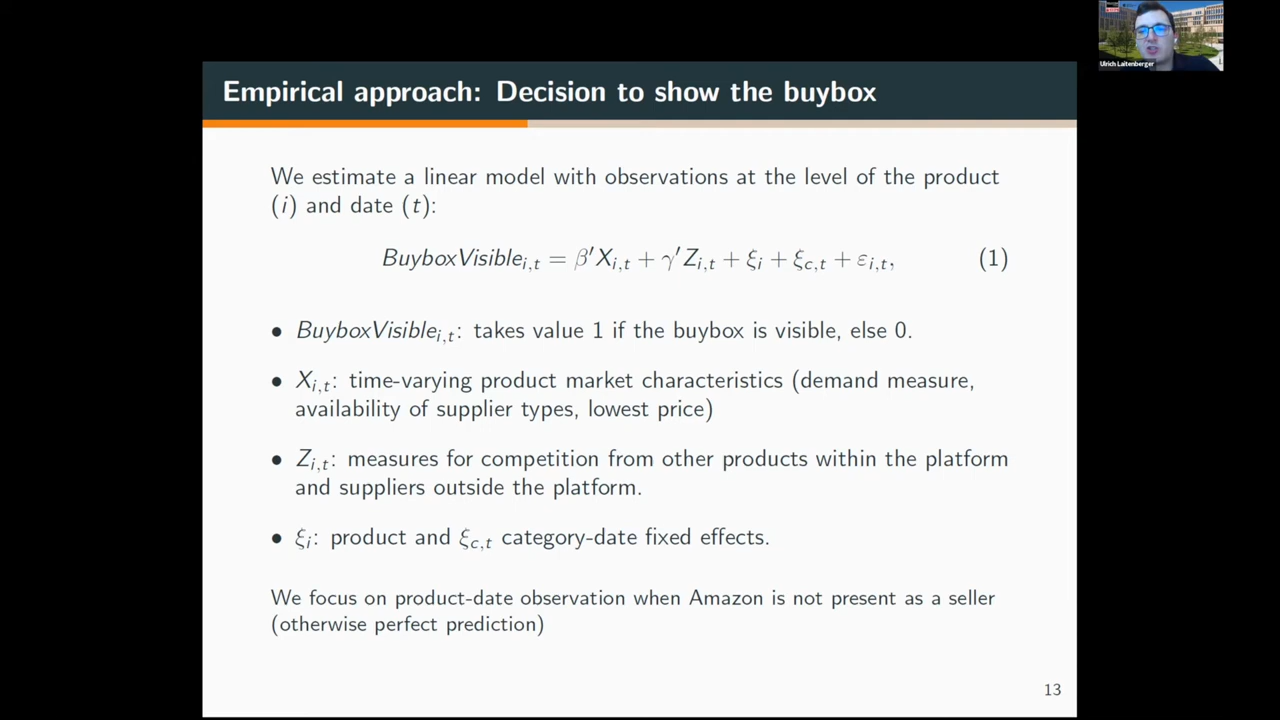 Ulrich Laitenberger
Empirical approach: Decision to show the buybox
We estimate a linear model with observations at the level of the product
(i) and date (t):
BuyboxVisible_{i,t} = β′X_{i,t} + γ′Z_{i,t} + ξ_i + ξ_{c,t} + ε_{i,t}, (1)
• BuyboxVisible_{i,t}: takes value 1 if the buybox is visible, else 0.
• X_{i,t}: time-varying product market characteristics (demand measure,
availability of supplier types, lowest price)
• Z_{i,t}: measures for competition from other products within the platform
and suppliers outside the platform.
• ξ_i: product and ξ_{c,t} category-date fixed effects.
We focus on product-date observation when Amazon is not present as a seller
(otherwise perfect prediction)
13